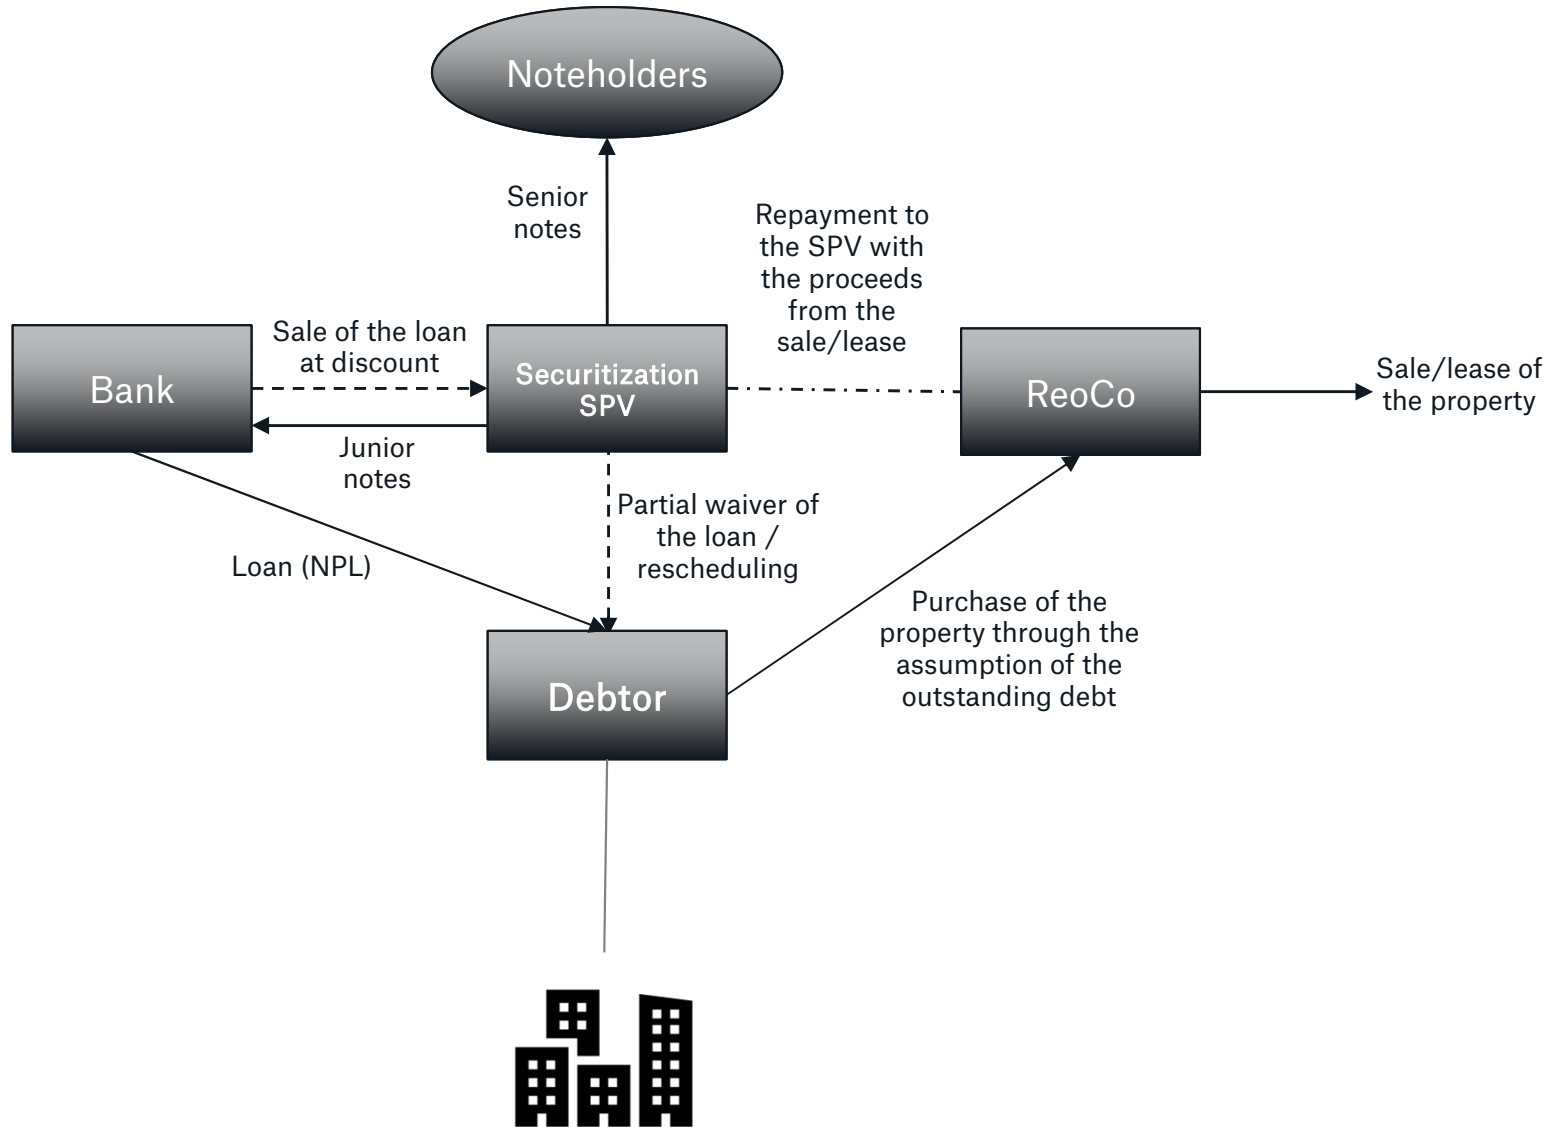 Noteholders
Senior
notes
Repayment to
the SPV with
the proceeds
from the
sale/lease
Bank
Sale of the loan
at discount
Securitization
SPV
ReoCo
Sale/lease of
the property
Junior
notes
Partial waiver of
the loan /
rescheduling
Loan (NPL)
Purchase of the
property through the
assumption of the
outstanding debt
Debtor